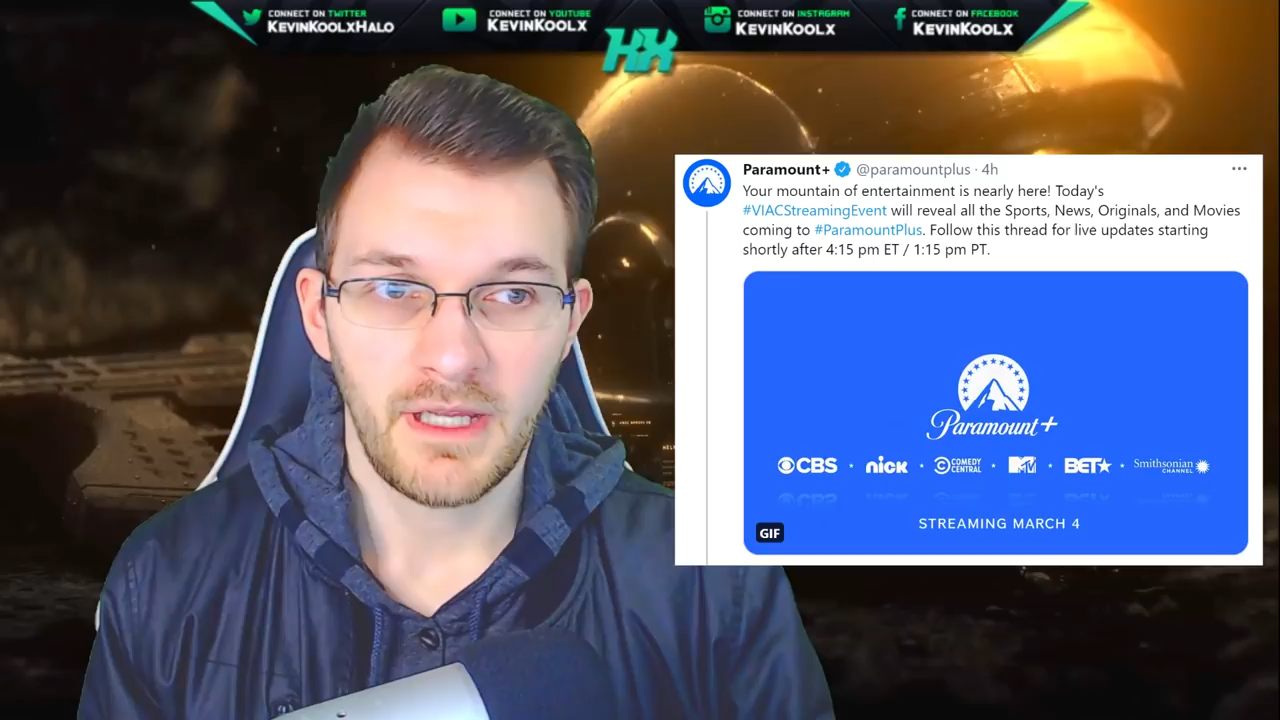 CONNECT ON TWITTER
KEVINKOOLXHALO
CONNECT ON YOUTUBE
KEVINKOOLX
CONNECT ON INSTAGRAM
KEVINKOOLX
CONNECT ON FACEBOOK
KEVINKOOLX
KX
Paramount+ @paramountplus · 4h
Your mountain of entertainment is nearly here! Today's
#VIACStreamingEvent will reveal all the Sports, News, Originals, and Movies
coming to #ParamountPlus. Follow this thread for live updates starting
shortly after 4:15 pm ET / 1:15 pm PT.
Paramount+
CBS · nick · COMEDY CENTRAL · MTV · BET · Smithsonian CHANNEL
STREAMING MARCH 4
GIF